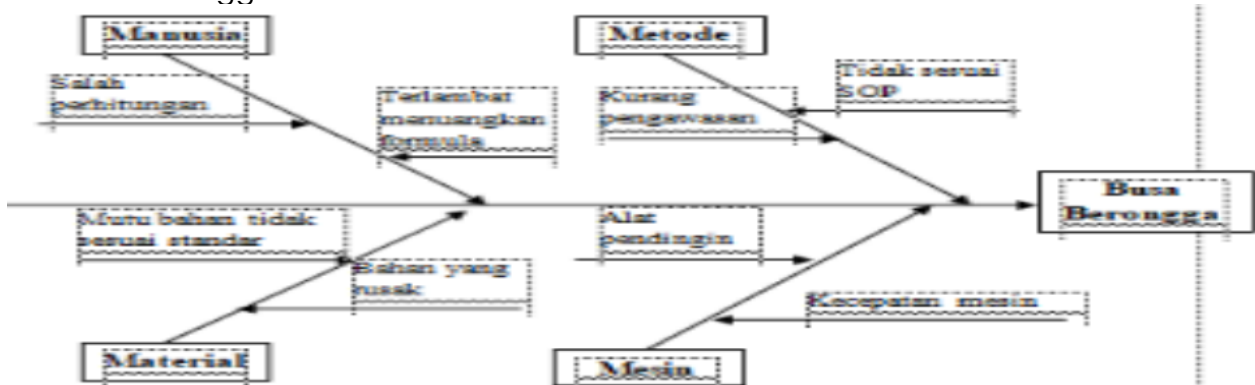 Manusia
Metode
Salah
perhitungan
Terlambat
menuangkan
formula
Kurang
pengawasan
Tidak sesuai
SOP
Busa
Berongga
Mutu bahan tidak
sesuai standar
Bahan yang
rusak
Alat
pendingin
Kecepatan mesin
Material
Mesin